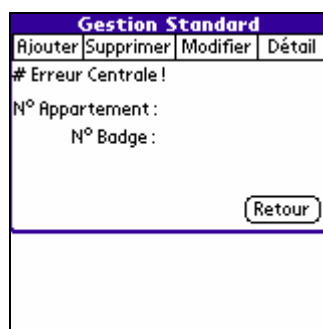 Gestion Standard
Ajouter Supprimer Modifier Détail
# Erreur Centrale !
N° Appartement :
N° Badge :
Retour